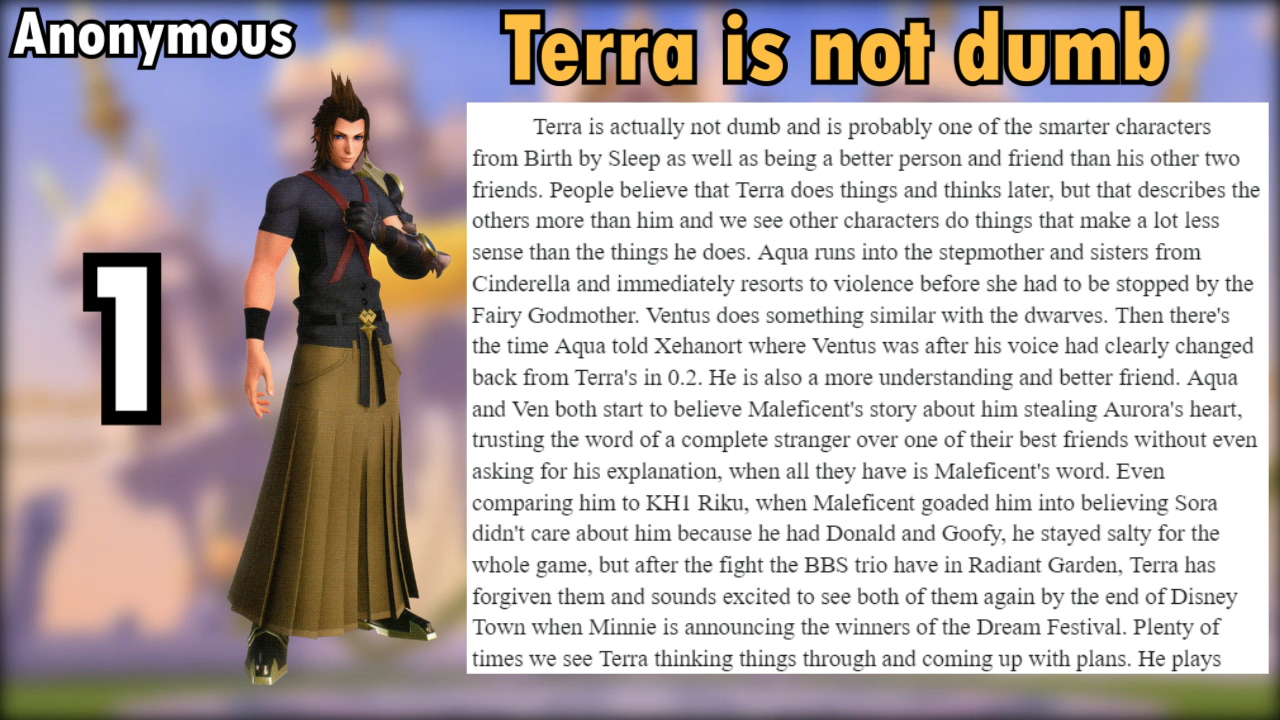 Anonymous
Terra is not dumb
1
Terra is actually not dumb and is probably one of the smarter characters
from Birth by Sleep as well as being a better person and friend than his other two
friends. People believe that Terra does things and thinks later, but that describes the
others more than him and we see other characters do things that make a lot less
sense than the things he does. Aqua runs into the stepmother and sisters from
Cinderella and immediately resorts to violence before she had to be stopped by the
Fairy Godmother. Ventus does something similar with the dwarves. Then there's
the time Aqua told Xehanort where Ventus was after his voice had clearly changed
back from Terra's in 0.2. He is also a more understanding and better friend. Aqua
and Ven both start to believe Maleficent's story about him stealing Aurora's heart,
trusting the word of a complete stranger over one of their best friends without even
asking for his explanation, when all they have is Maleficent's word. Even
comparing him to KH1 Riku, when Maleficent goaded him into believing Sora
didn't care about him because he had Donald and Goofy, he stayed salty for the
whole game, but after the fight the BBS trio have in Radiant Garden, Terra has
forgiven them and sounds excited to see both of them again by the end of Disney
Town when Minnie is announcing the winners of the Dream Festival. Plenty of
times we see Terra thinking things through and coming up with plans. He plays